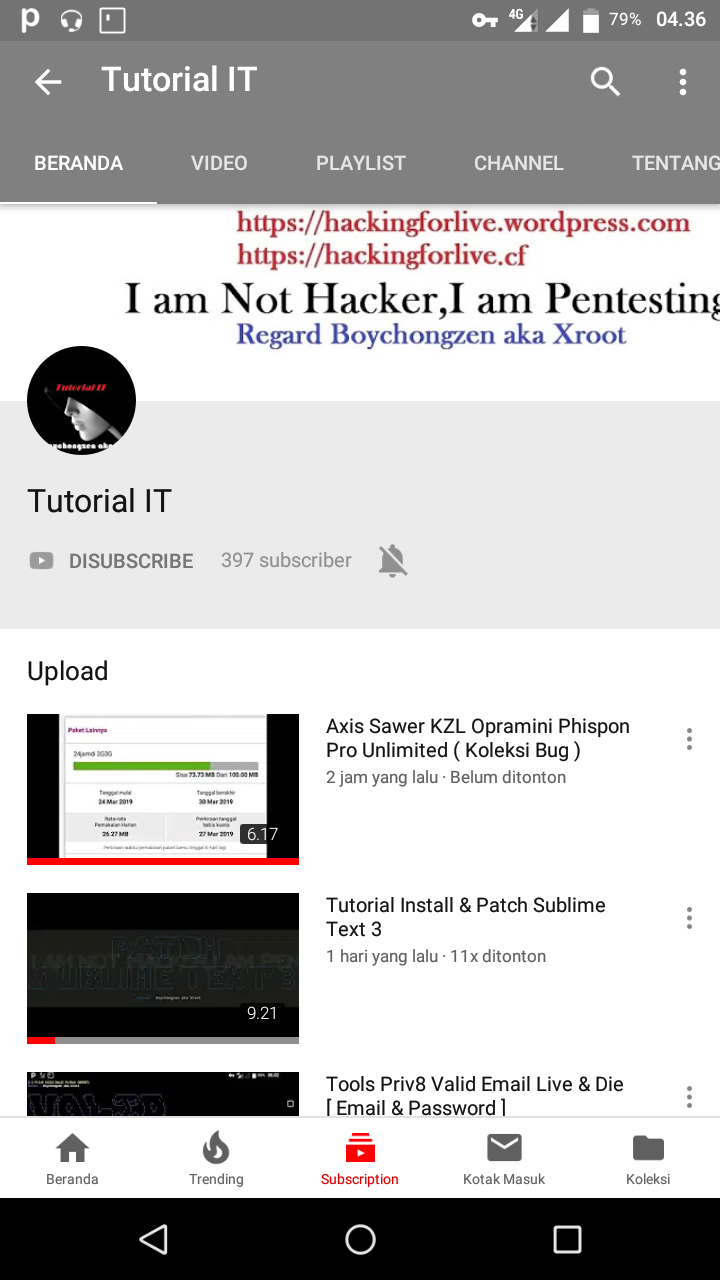 4G 79% 04.36
Tutorial IT
BERANDA VIDEO PLAYLIST CHANNEL TENTANG
https://hackingforlive.wordpress.com
https://hackingforlive.cf
I am Not Hacker,I am Pentesting
Regard Boychongzen aka Xroot
Tutorial IT
Tutorial IT
DISUBSCRIBE 397 subscriber
Upload
Paket Lainnya
24jamdi 2G3G
Sisa 73.73 MB Dari 100.00 MB
Tanggal mulai Tanggal berakhir
24 Mar 2019 30 Mar 2019
Rata-rata Perkiraan tanggal
Pemakaian Harian habis kuota
26.27 MB 27 Mar 2019
6.17
Axis Sawer KZL Opramini Phispon
Pro Unlimited ( Koleksi Bug )
2 jam yang lalu · Belum ditonton
PATCH
SUBLIME TEXT 3
9.21
Tutorial Install & Patch Sublime
Text 3
1 hari yang lalu · 11x ditonton
Tools Priv8 Valid Email Live & Die
[ Email & Password ]
Beranda Trending Subscription Kotak Masuk Koleksi